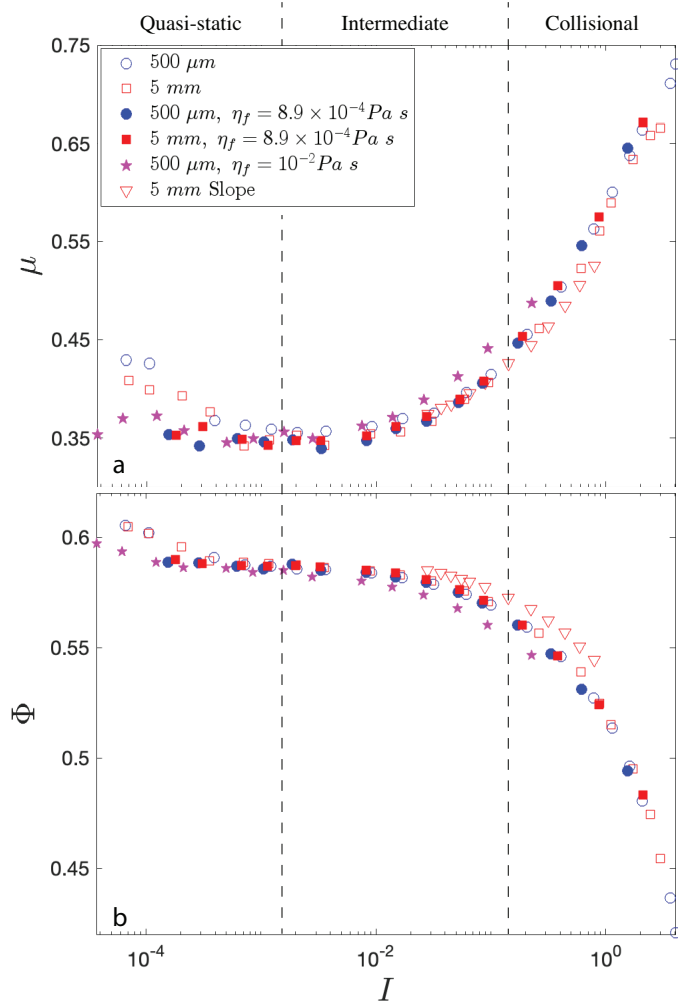 Quasi-static Intermediate Collisional
0.75
500 μm
5 mm
500 μm, η_f = 8.9 × 10^{-4} Pa s
5 mm, η_f = 8.9 × 10^{-4} Pa s
500 μm, η_f = 10^{-2} Pa s
5 mm Slope
0.65
0.55
μ
0.45
0.35
a
0.6
0.55
Φ
0.5
0.45
b
10^{-4} 10^{-2} 10^{0}
I